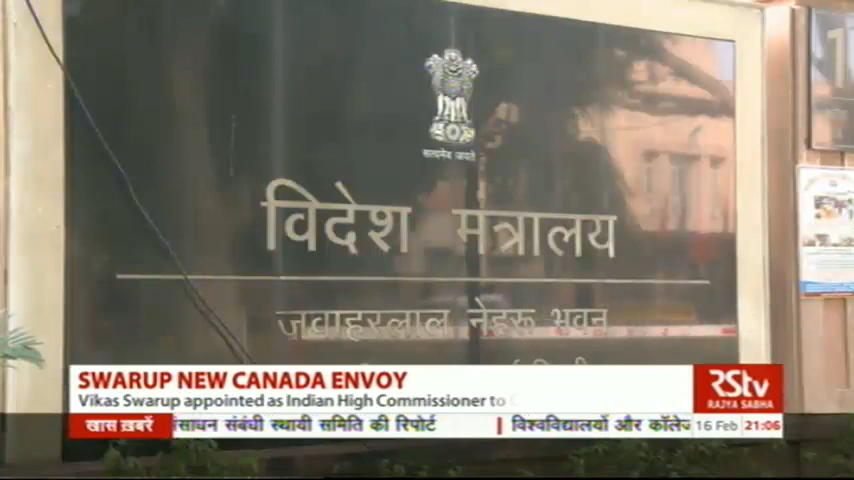 सत्यमेव जयते
विदेश मंत्रालय
जवाहरलाल नेहरू भवन
1
SWARUP NEW CANADA ENVOY
Vikas Swarup appointed as Indian High Commissioner to
RSTV
RAJYA SABHA
खास ख़बरें
संसाधन संबंधी स्थायी समिति की रिपोर्ट | विश्वविद्यालयों और कॉलेज
16 Feb 21:06